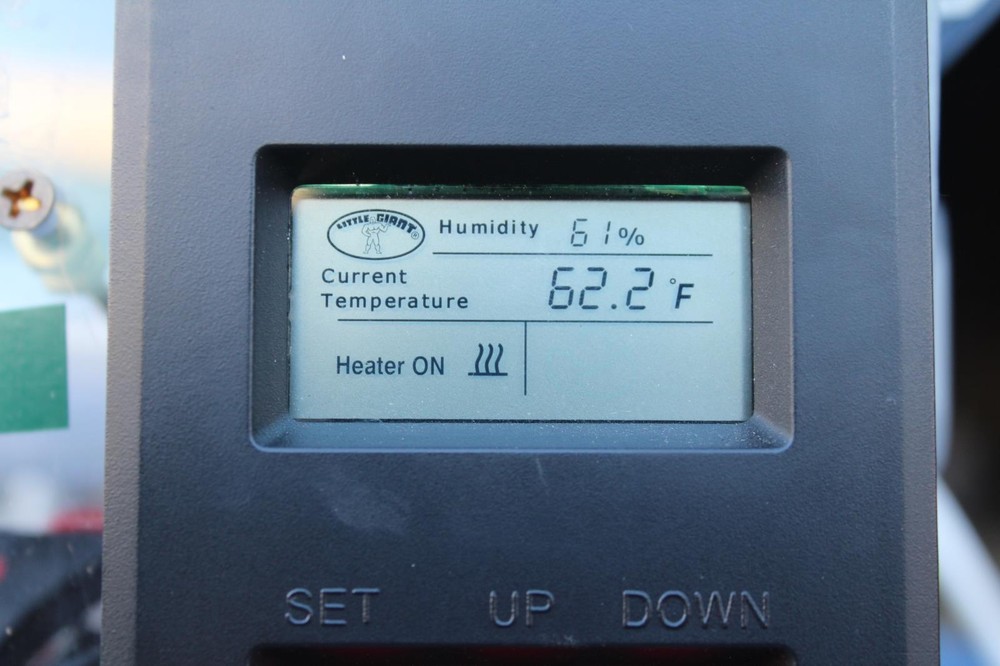 LITTLE GIANT®
Humidity 61%
Current
Temperature 62.2 °F
Heater ON
SET UP DOWN